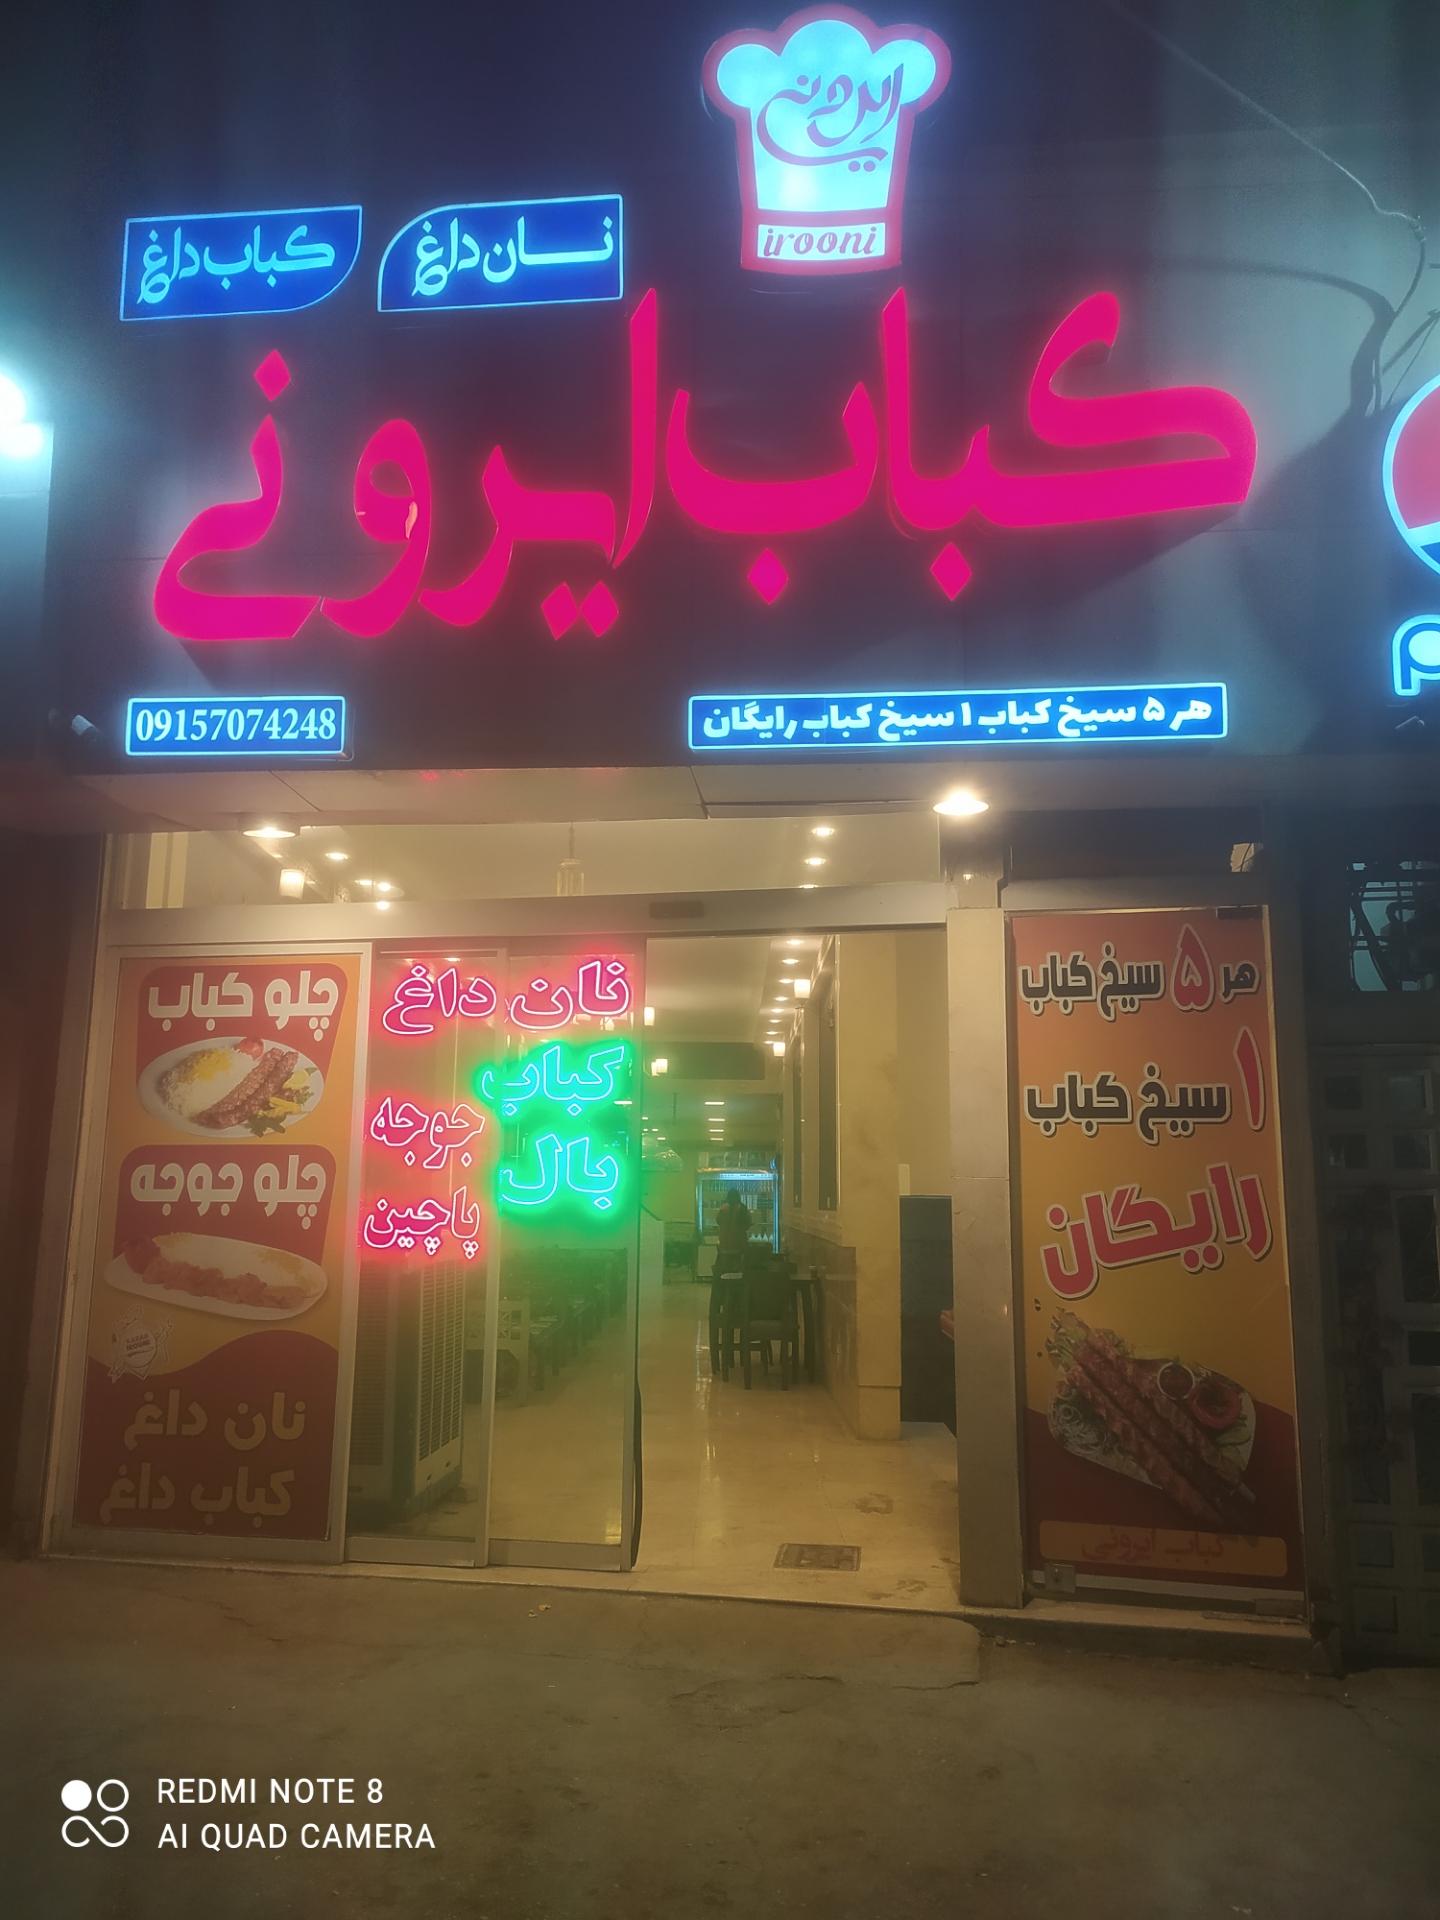 ایرونی
irooni
نان داغ
کباب داغ
کباب ایرونی
هر ۵ سیخ کباب ۱ سیخ کباب رایگان
09157074248
هر ۵ سیخ کباب
۱ سیخ کباب
رایگان
کباب ایرونی
نان داغ
کباب
جوجه
بال
پاچین
چلو کباب
چلو جوجه
نان داغ
کباب داغ
REDMI NOTE 8
AI QUAD CAMERA